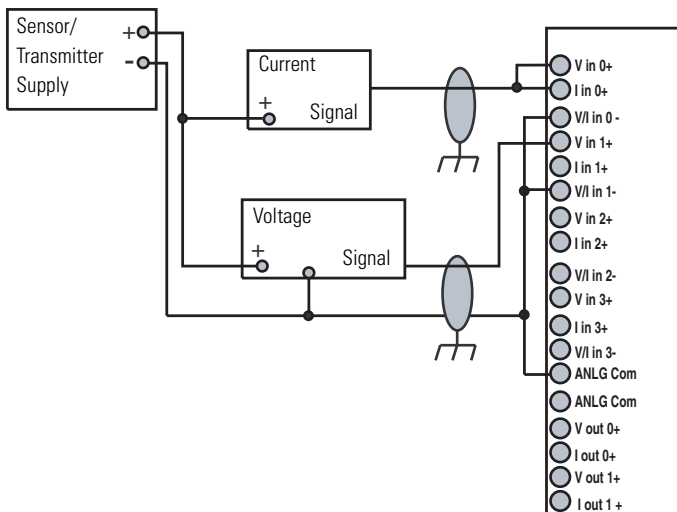 Sensor/
Transmitter
Supply
+
-
Current
+
Signal
Voltage
+
Signal
V in 0+
I in 0+
V/I in 0 -
V in 1+
I in 1+
V/I in 1-
V in 2+
I in 2+
V/I in 2-
V in 3+
I in 3+
V/I in 3-
ANLG Com
ANLG Com
V out 0+
I out 0+
V out 1+
I out 1 +